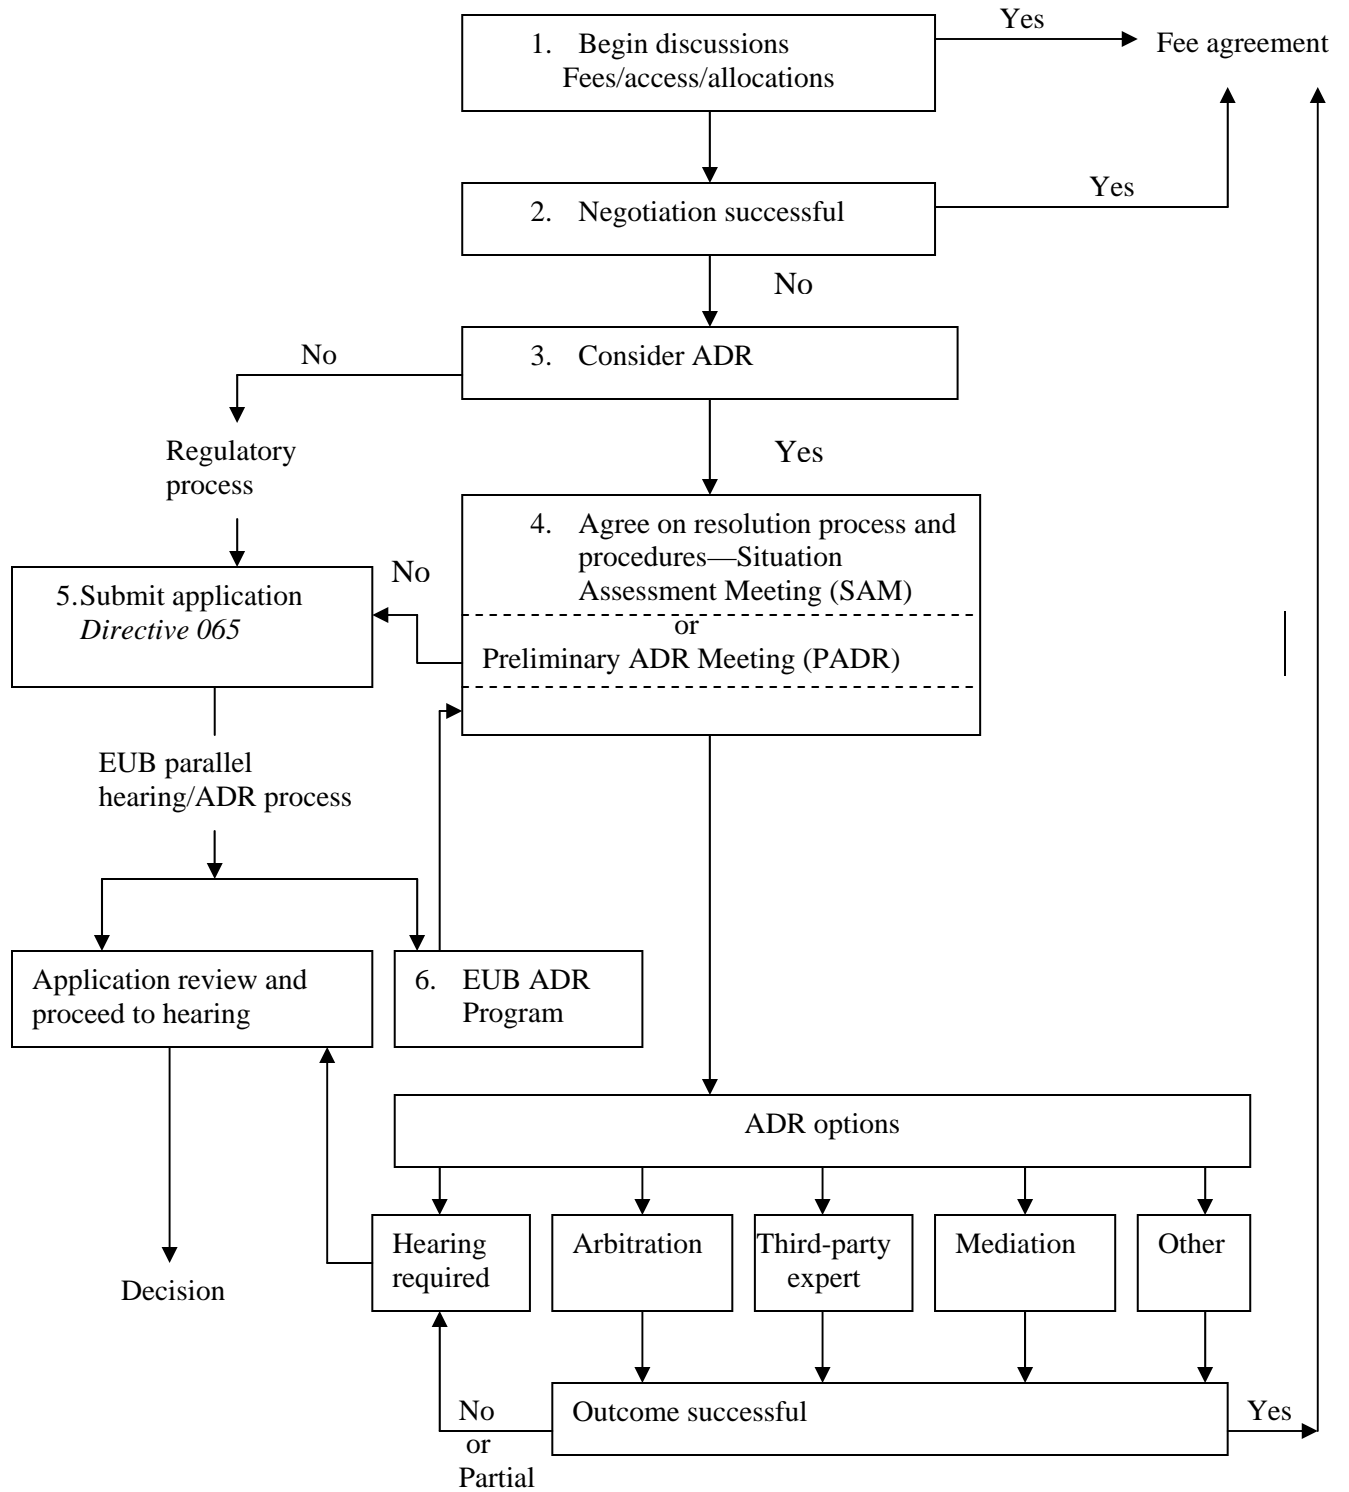 Yes
1. Begin discussions
Fees/access/allocations
Fee agreement
2. Negotiation successful
Yes
No
3. Consider ADR
No
Yes
Regulatory
process
4. Agree on resolution process and
procedures—Situation
Assessment Meeting (SAM)
or
Preliminary ADR Meeting (PADR)
No
5.Submit application
Directive 065
EUB parallel
hearing/ADR process
Application review and
proceed to hearing
6. EUB ADR
Program
ADR options
Hearing
required
Arbitration
Third-party
expert
Mediation
Other
Decision
No
or
Partial
Outcome successful
Yes